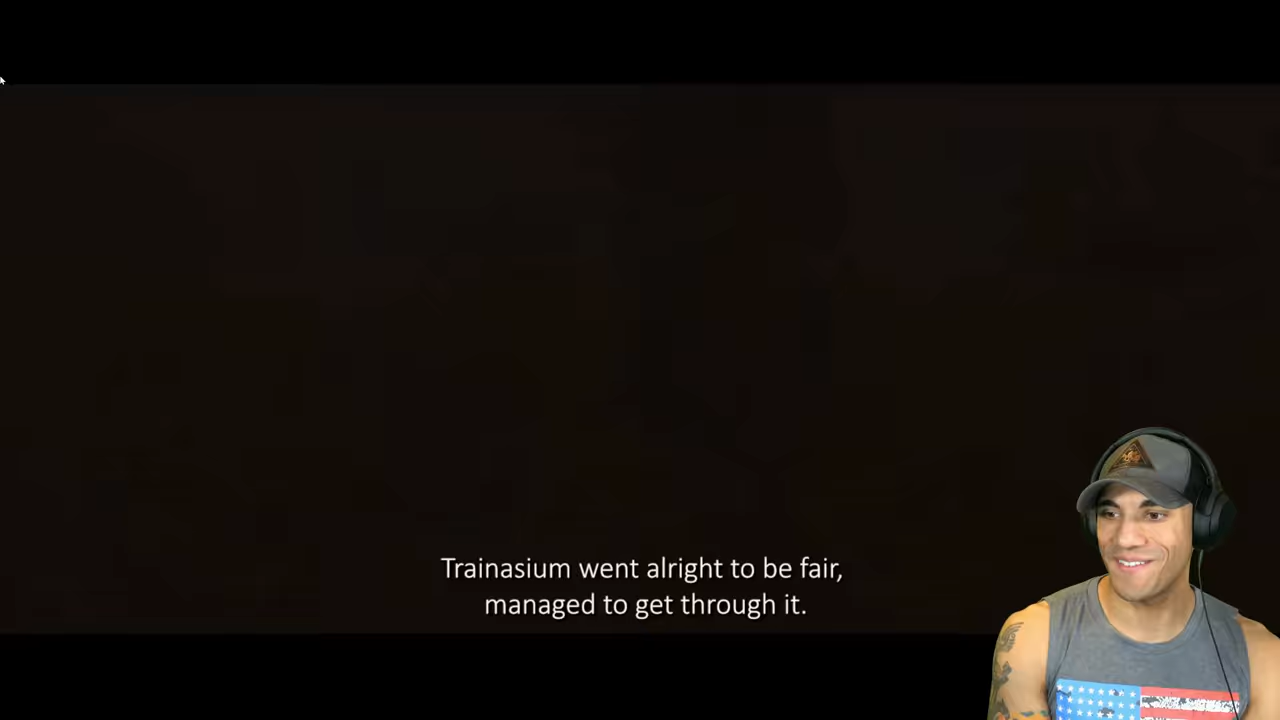 Trainasium went alright to be fair,
managed to get through it.